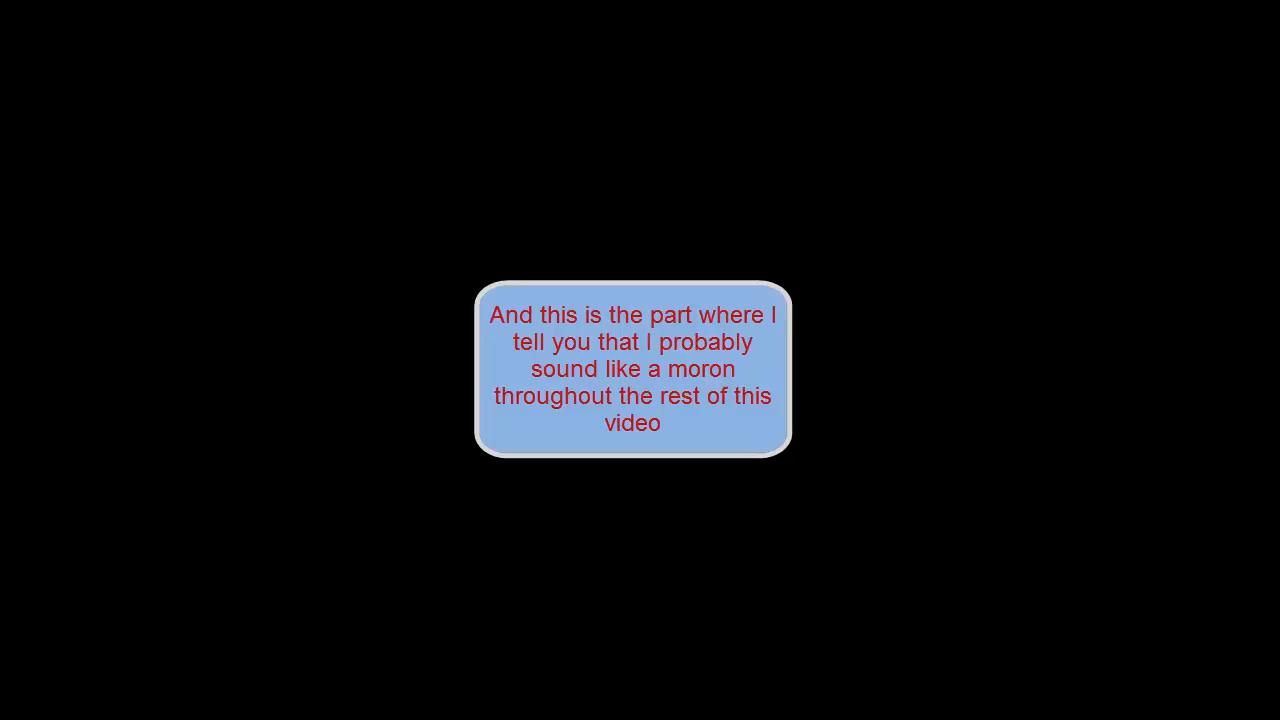 And this is the part where I
tell you that I probably
sound like a moron
throughout the rest of this
video